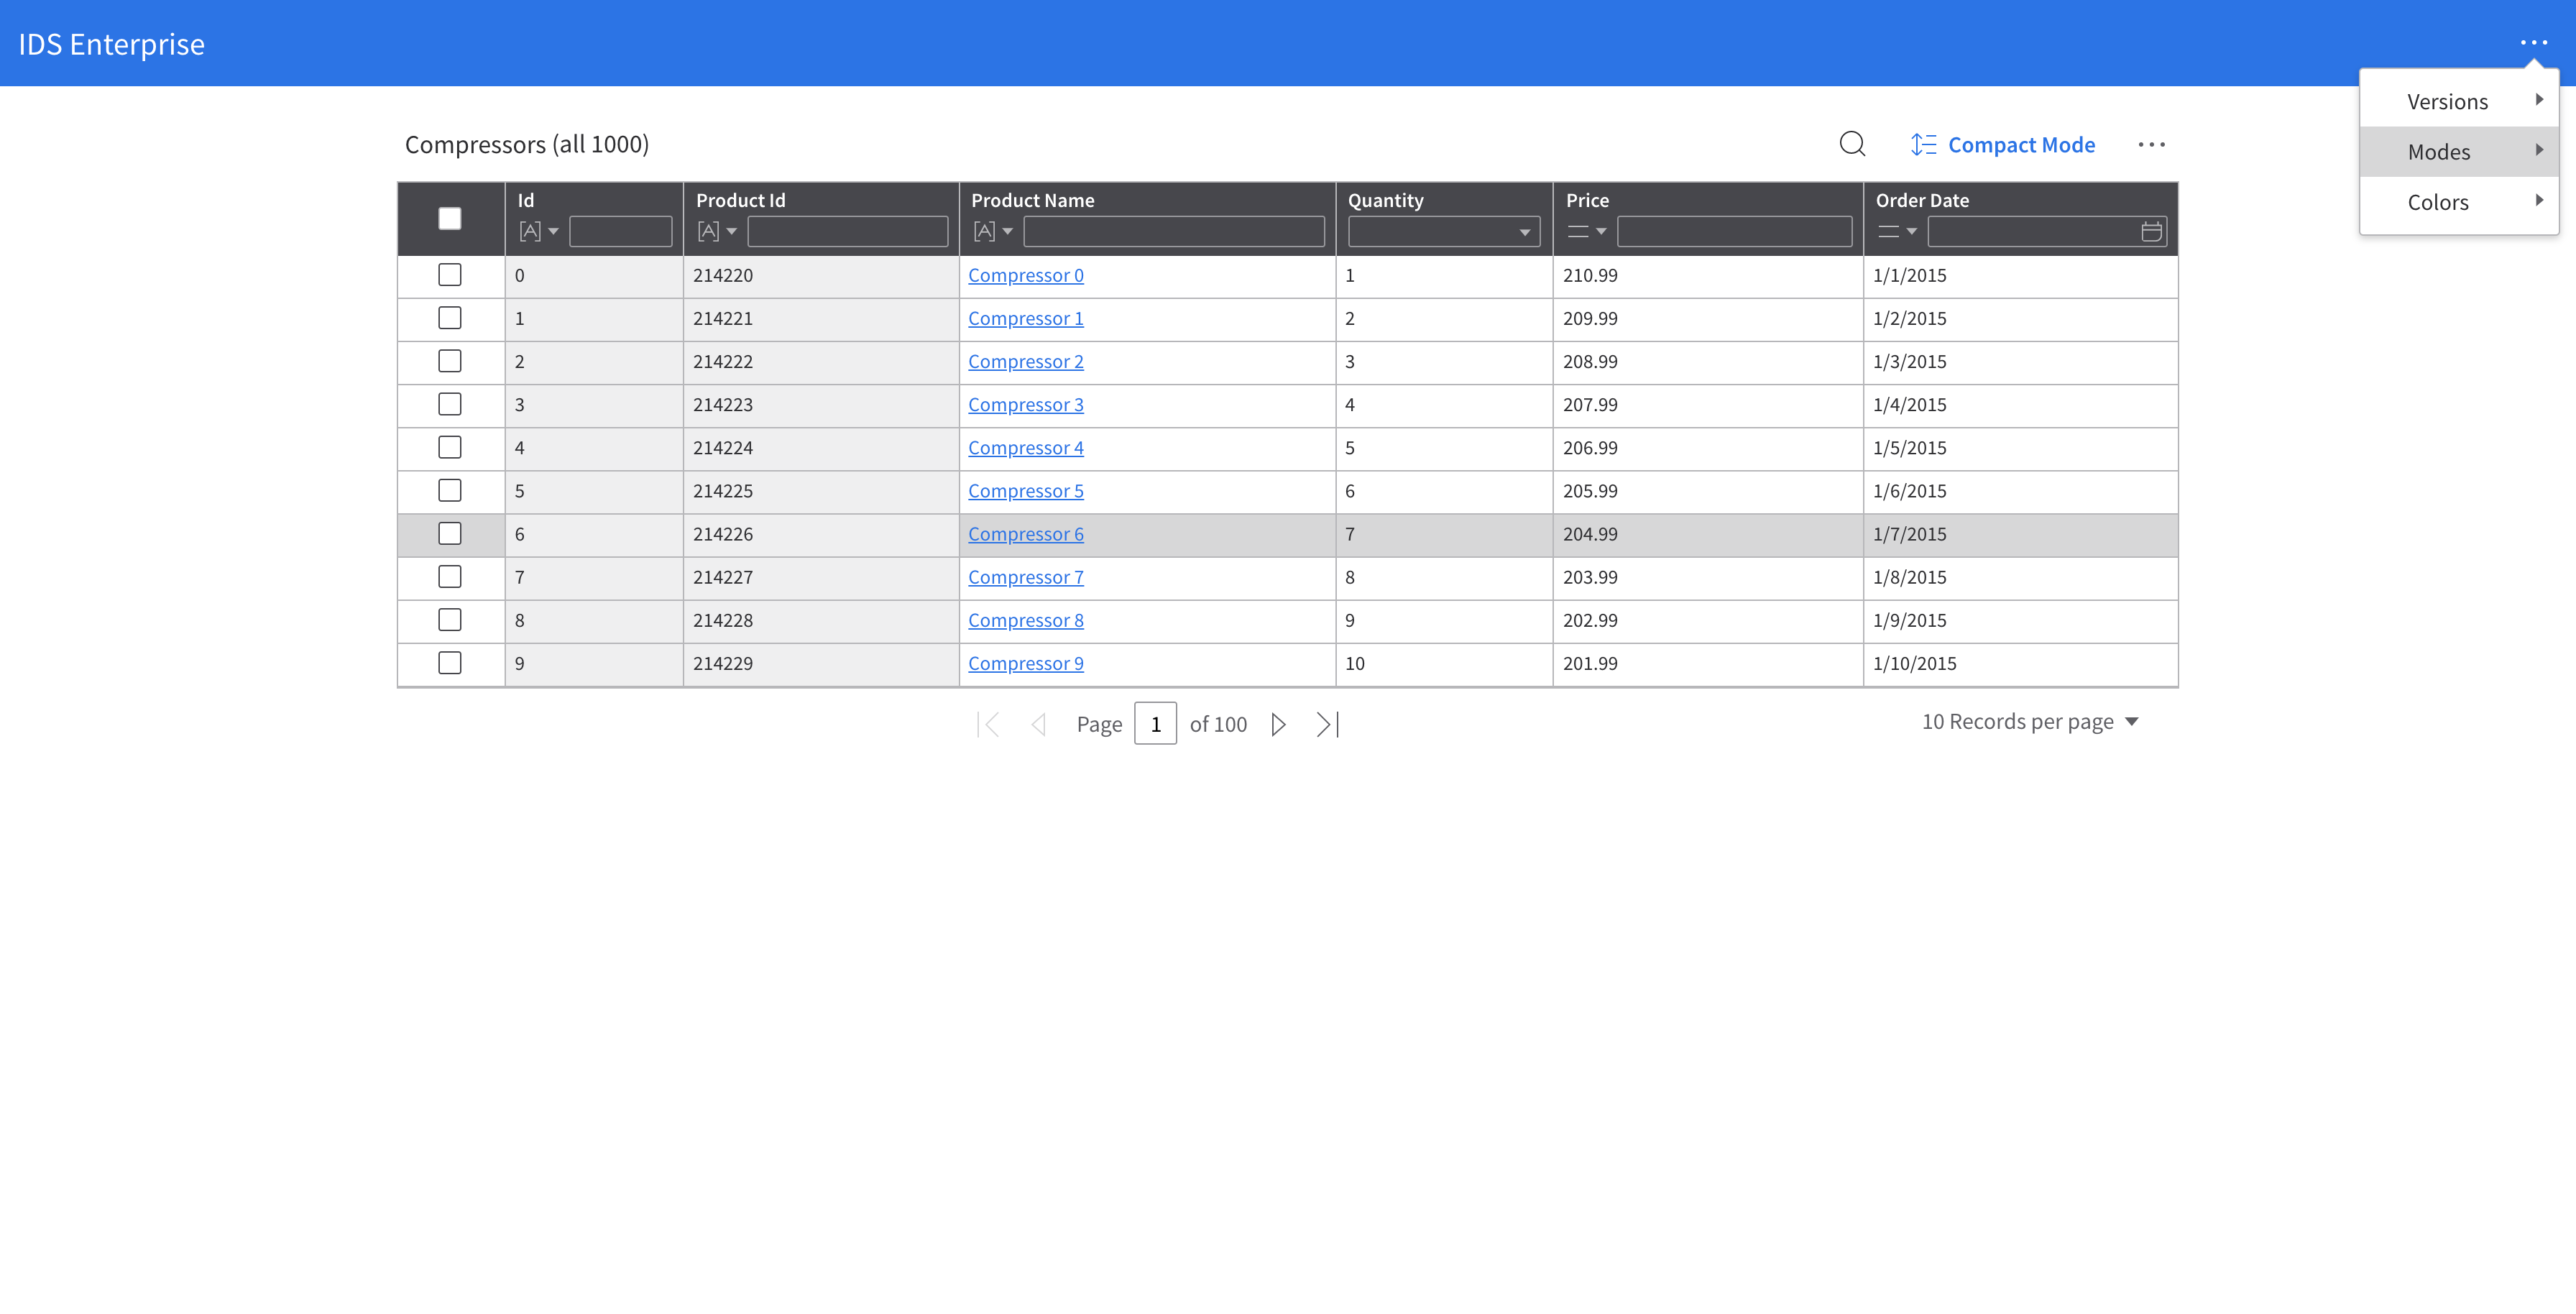 IDS Enterprise
Versions
Modes
Colors
Compressors (all 1000)
Compact Mode
Id Product Id Product Name Quantity Price Order Date
[A] [A] [A]
0 214220 Compressor 0 1 210.99 1/1/2015
1 214221 Compressor 1 2 209.99 1/2/2015
2 214222 Compressor 2 3 208.99 1/3/2015
3 214223 Compressor 3 4 207.99 1/4/2015
4 214224 Compressor 4 5 206.99 1/5/2015
5 214225 Compressor 5 6 205.99 1/6/2015
6 214226 Compressor 6 7 204.99 1/7/2015
7 214227 Compressor 7 8 203.99 1/8/2015
8 214228 Compressor 8 9 202.99 1/9/2015
9 214229 Compressor 9 10 201.99 1/10/2015
Page 1 of 100
10 Records per page